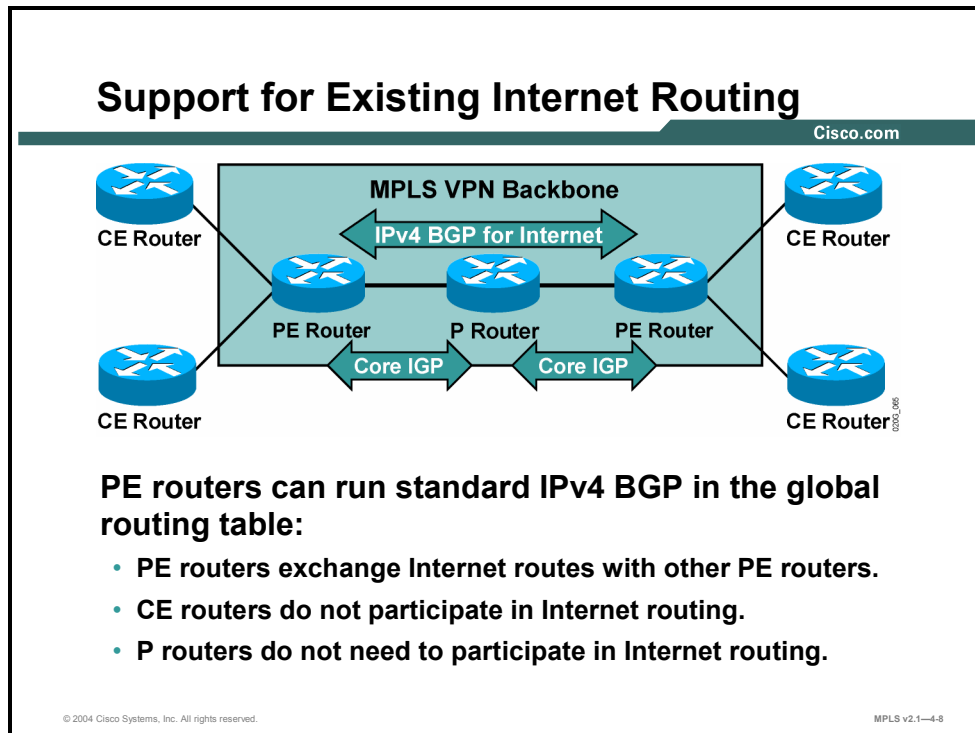 Support for Existing Internet Routing
Cisco.com
MPLS VPN Backbone
CE Router
CE Router
IPv4 BGP for Internet
PE Router
P Router
PE Router
Core IGP
Core IGP
CE Router
CE Router
020G_065
PE routers can run standard IPv4 BGP in the global
routing table:
• PE routers exchange Internet routes with other PE routers.
• CE routers do not participate in Internet routing.
• P routers do not need to participate in Internet routing.
© 2004 Cisco Systems, Inc. All rights reserved.
MPLS v2.1—4-8